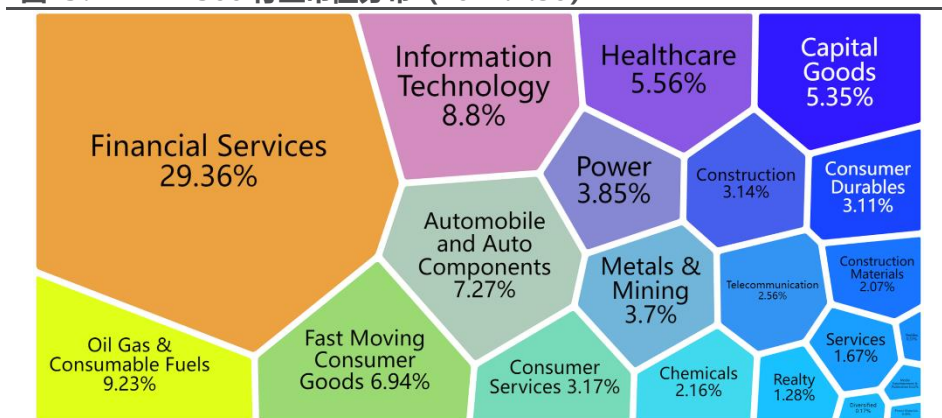 Financial Services
29.36%
Information
Technology
8.8%
Healthcare
5.56%
Capital
Goods
5.35%
Power
3.85%
Construction
3.14%
Consumer
Durables
3.11%
Automobile
and Auto
Components
7.27%
Metals &
Mining
3.7%
Telecommunication
2.56%
Construction
Materials
2.07%
Oil Gas &
Consumable Fuels
9.23%
Fast Moving
Consumer
Goods 6.94%
Consumer
Services 3.17%
Chemicals
2.16%
Realty
1.28%
Services
1.67%
Diversified